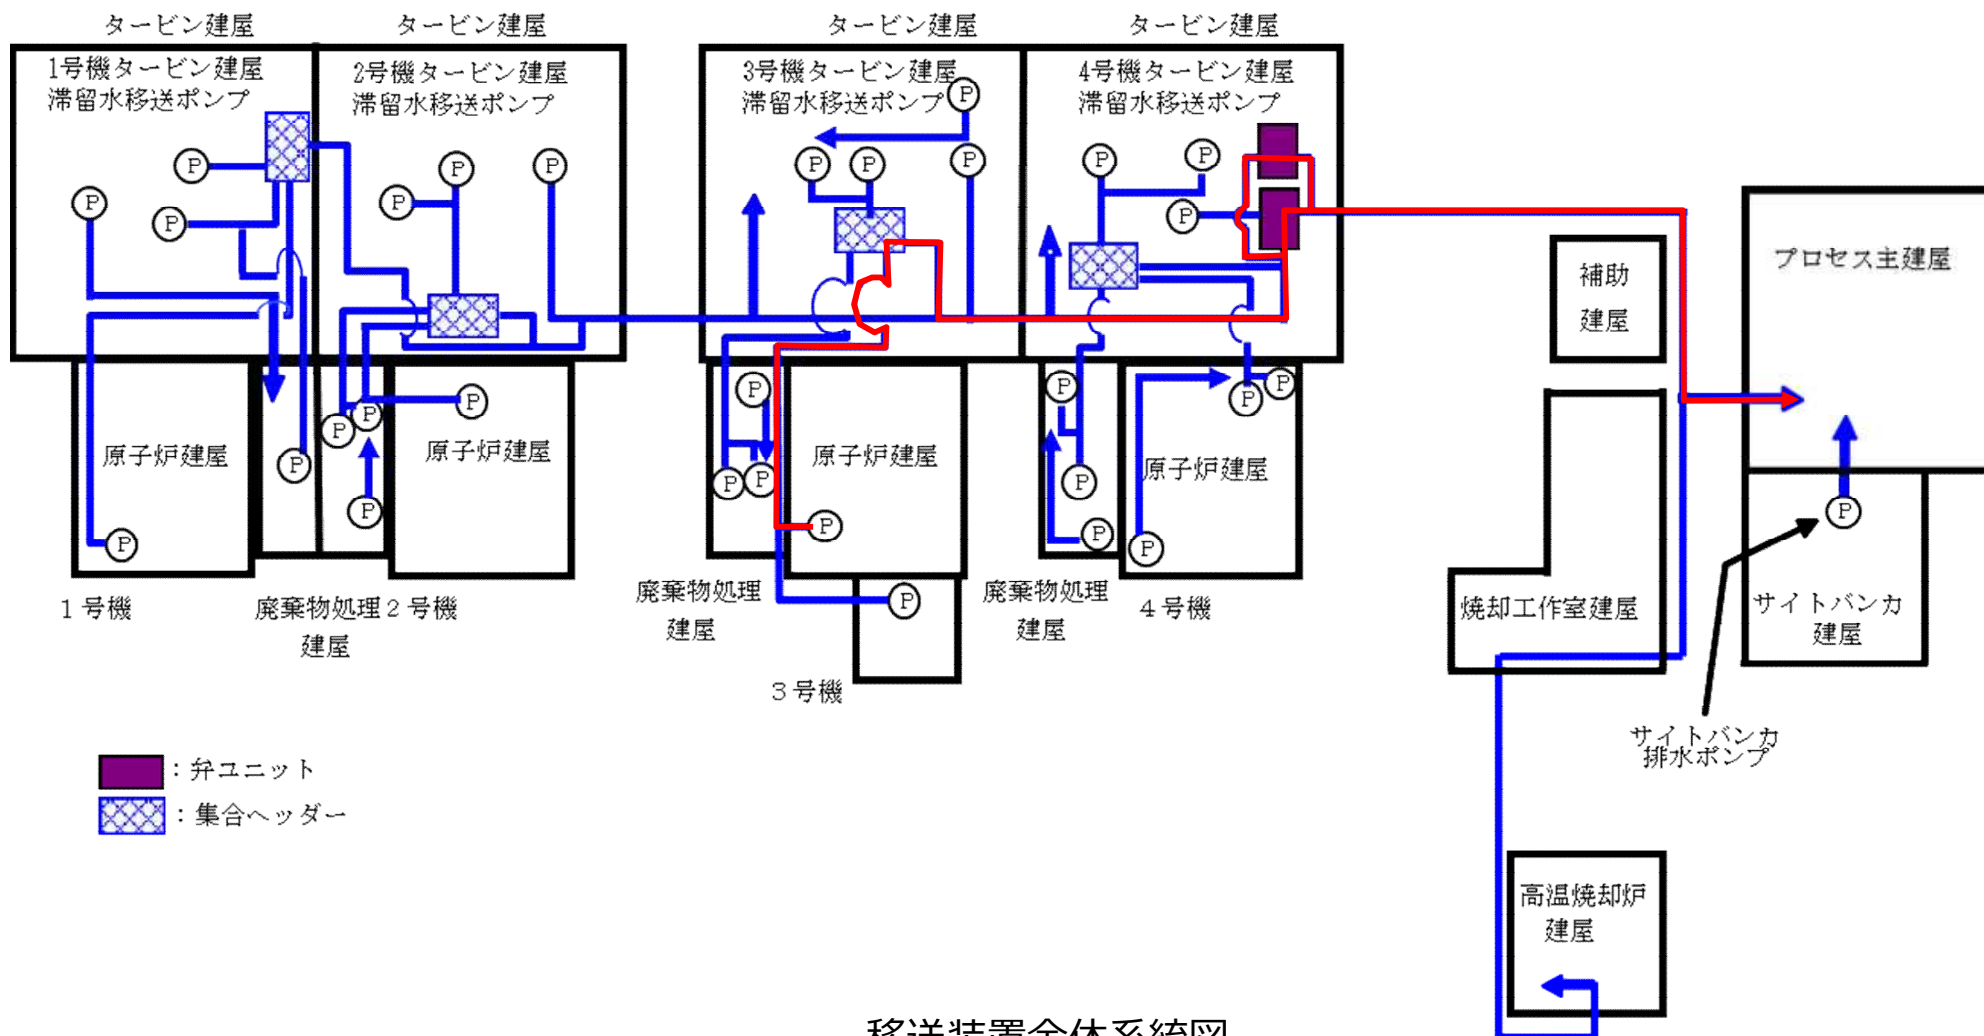 タービン建屋
タービン建屋
タービン建屋
タービン建屋
1号機タービン建屋
滞留水移送ポンプ
2号機タービン建屋
滞留水移送ポンプ
3号機タービン建屋
滞留水移送ポンプ
4号機タービン建屋
滞留水移送ポンプ
P
P
P
P
P
P
P
P
P
P
P
P
P
P
補助
建屋
プロセス主建屋
原子炉建屋
P
P
P
P
P
P
原子炉建屋
P
P
P
原子炉建屋
P
P
P
P
P
P
P
P
原子炉建屋
P
1号機
廃棄物処理
建屋
2号機
廃棄物処理
建屋
3号機
廃棄物処理
建屋
4号機
焼却工作室建屋
サイトバンカ
建屋
サイトバンカ
排水ポンプ
:弁ユニット
:集合ヘッダー
高温焼却炉
建屋
移送装置全体系統図